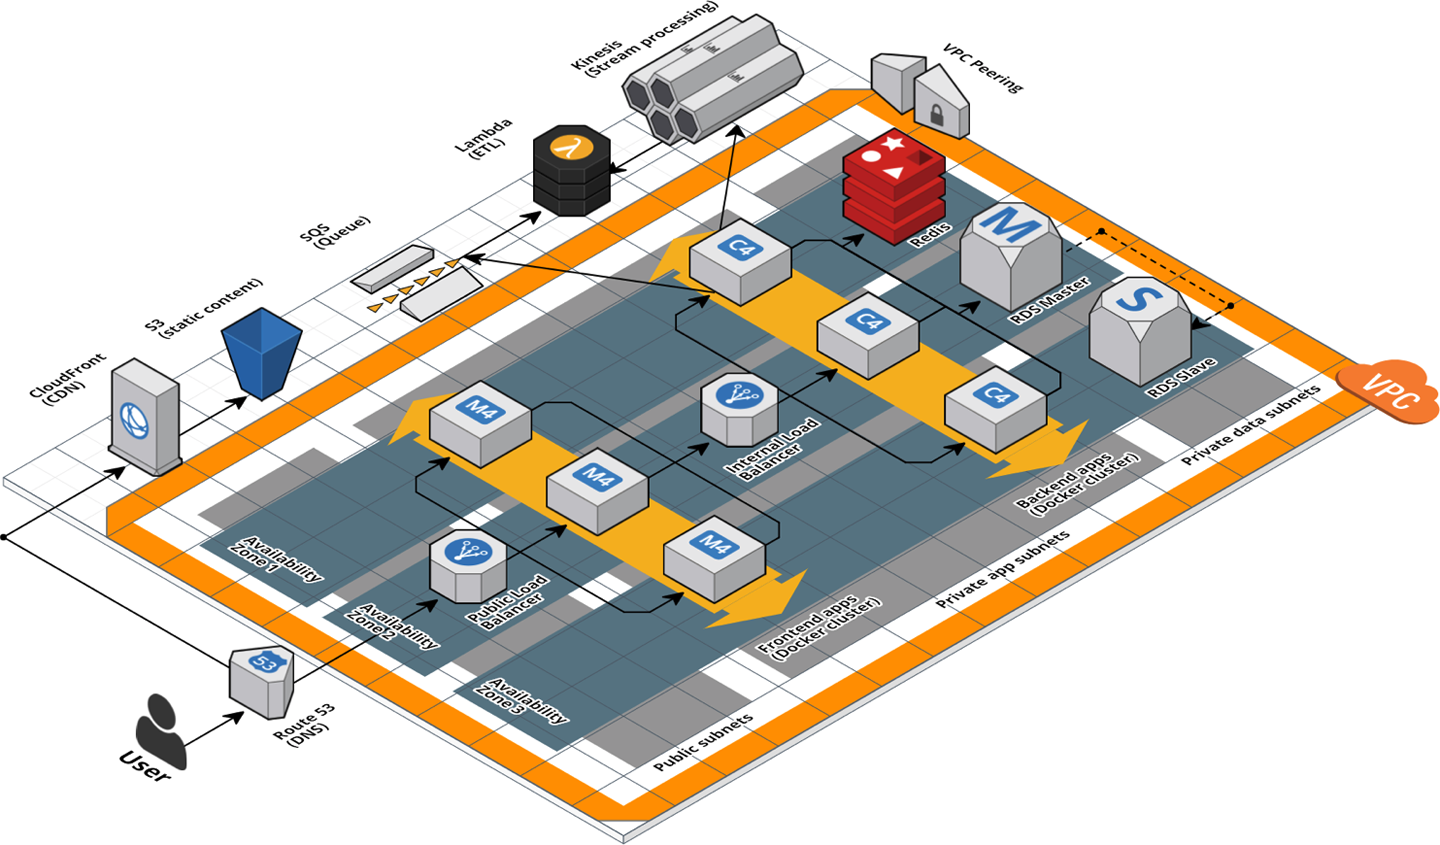 Kinesis
(Stream processing)
VPC Peering
Lambda
(ETL)
SQS
(Queue)
S3
(static content)
CloudFront
(CDN)
C4
Redis
M
RDS Master
C4
S
RDS Slave
VPC
M4
Internal Load
Balancer
C4
Private data subnets
M4
Backend apps
(Docker cluster)
Availability
Zone 1
M4
Public Load
Balancer
Private app subnets
Availability
Zone 2
Frontend apps
(Docker cluster)
53
Route 53
(DNS)
Availability
Zone 3
Public subnets
User